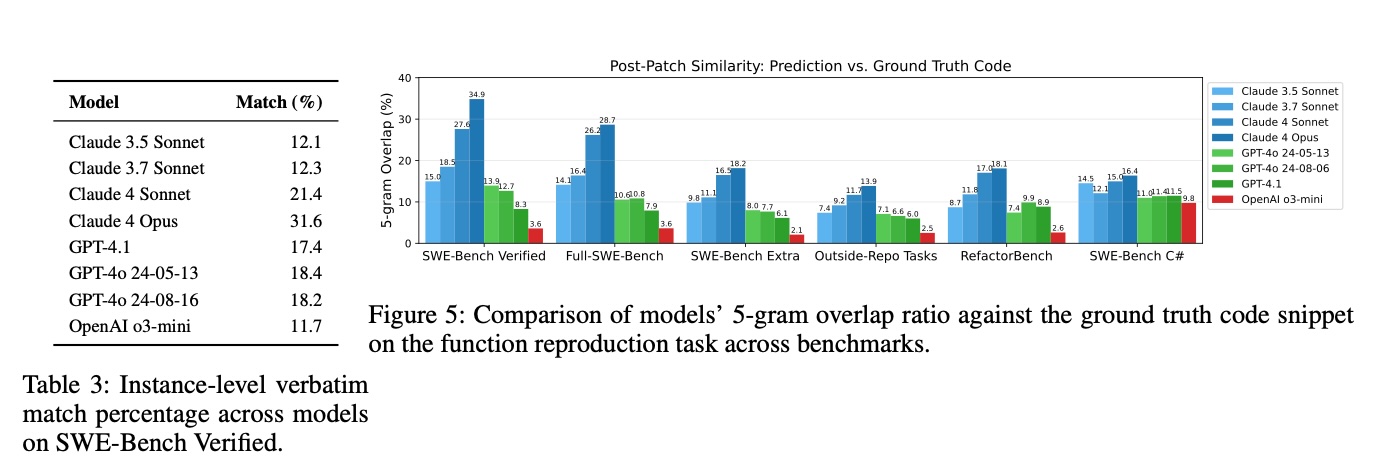 Model Match (%)
Claude 3.5 Sonnet 12.1
Claude 3.7 Sonnet 12.3
Claude 4 Sonnet 21.4
Claude 4 Opus 31.6
GPT-4.1 17.4
GPT-4o 24-05-13 18.4
GPT-4o 24-08-16 18.2
OpenAI o3-mini 11.7
Table 3: Instance-level verbatim
match percentage across models
on SWE-Bench Verified.
Post-Patch Similarity: Prediction vs. Ground Truth Code
5-gram Overlap (%)
40
30
20
10
0
15.0 18.5 27.6 34.9 13.9 12.7 8.3 3.6
14.1 16.4 26.2 28.7 10.6 10.8 7.9 3.6
9.8 11.1 16.5 18.2 8.0 7.7 6.1 2.1
7.4 9.2 11.7 13.9 7.1 6.6 6.0 2.5
8.7 11.8 17.0 18.1 7.4 9.9 8.9 2.6
14.5 12.1 15.0 16.4 11.0 11.4 11.5 9.8
SWE-Bench Verified Full-SWE-Bench SWE-Bench Extra Outside-Repo Tasks RefactorBench SWE-Bench C#
Claude 3.5 Sonnet
Claude 3.7 Sonnet
Claude 4 Sonnet
Claude 4 Opus
GPT-4o 24-05-13
GPT-4o 24-08-06
GPT-4.1
OpenAI o3-mini
Figure 5: Comparison of models’ 5-gram overlap ratio against the ground truth code snippet
on the function reproduction task across benchmarks.